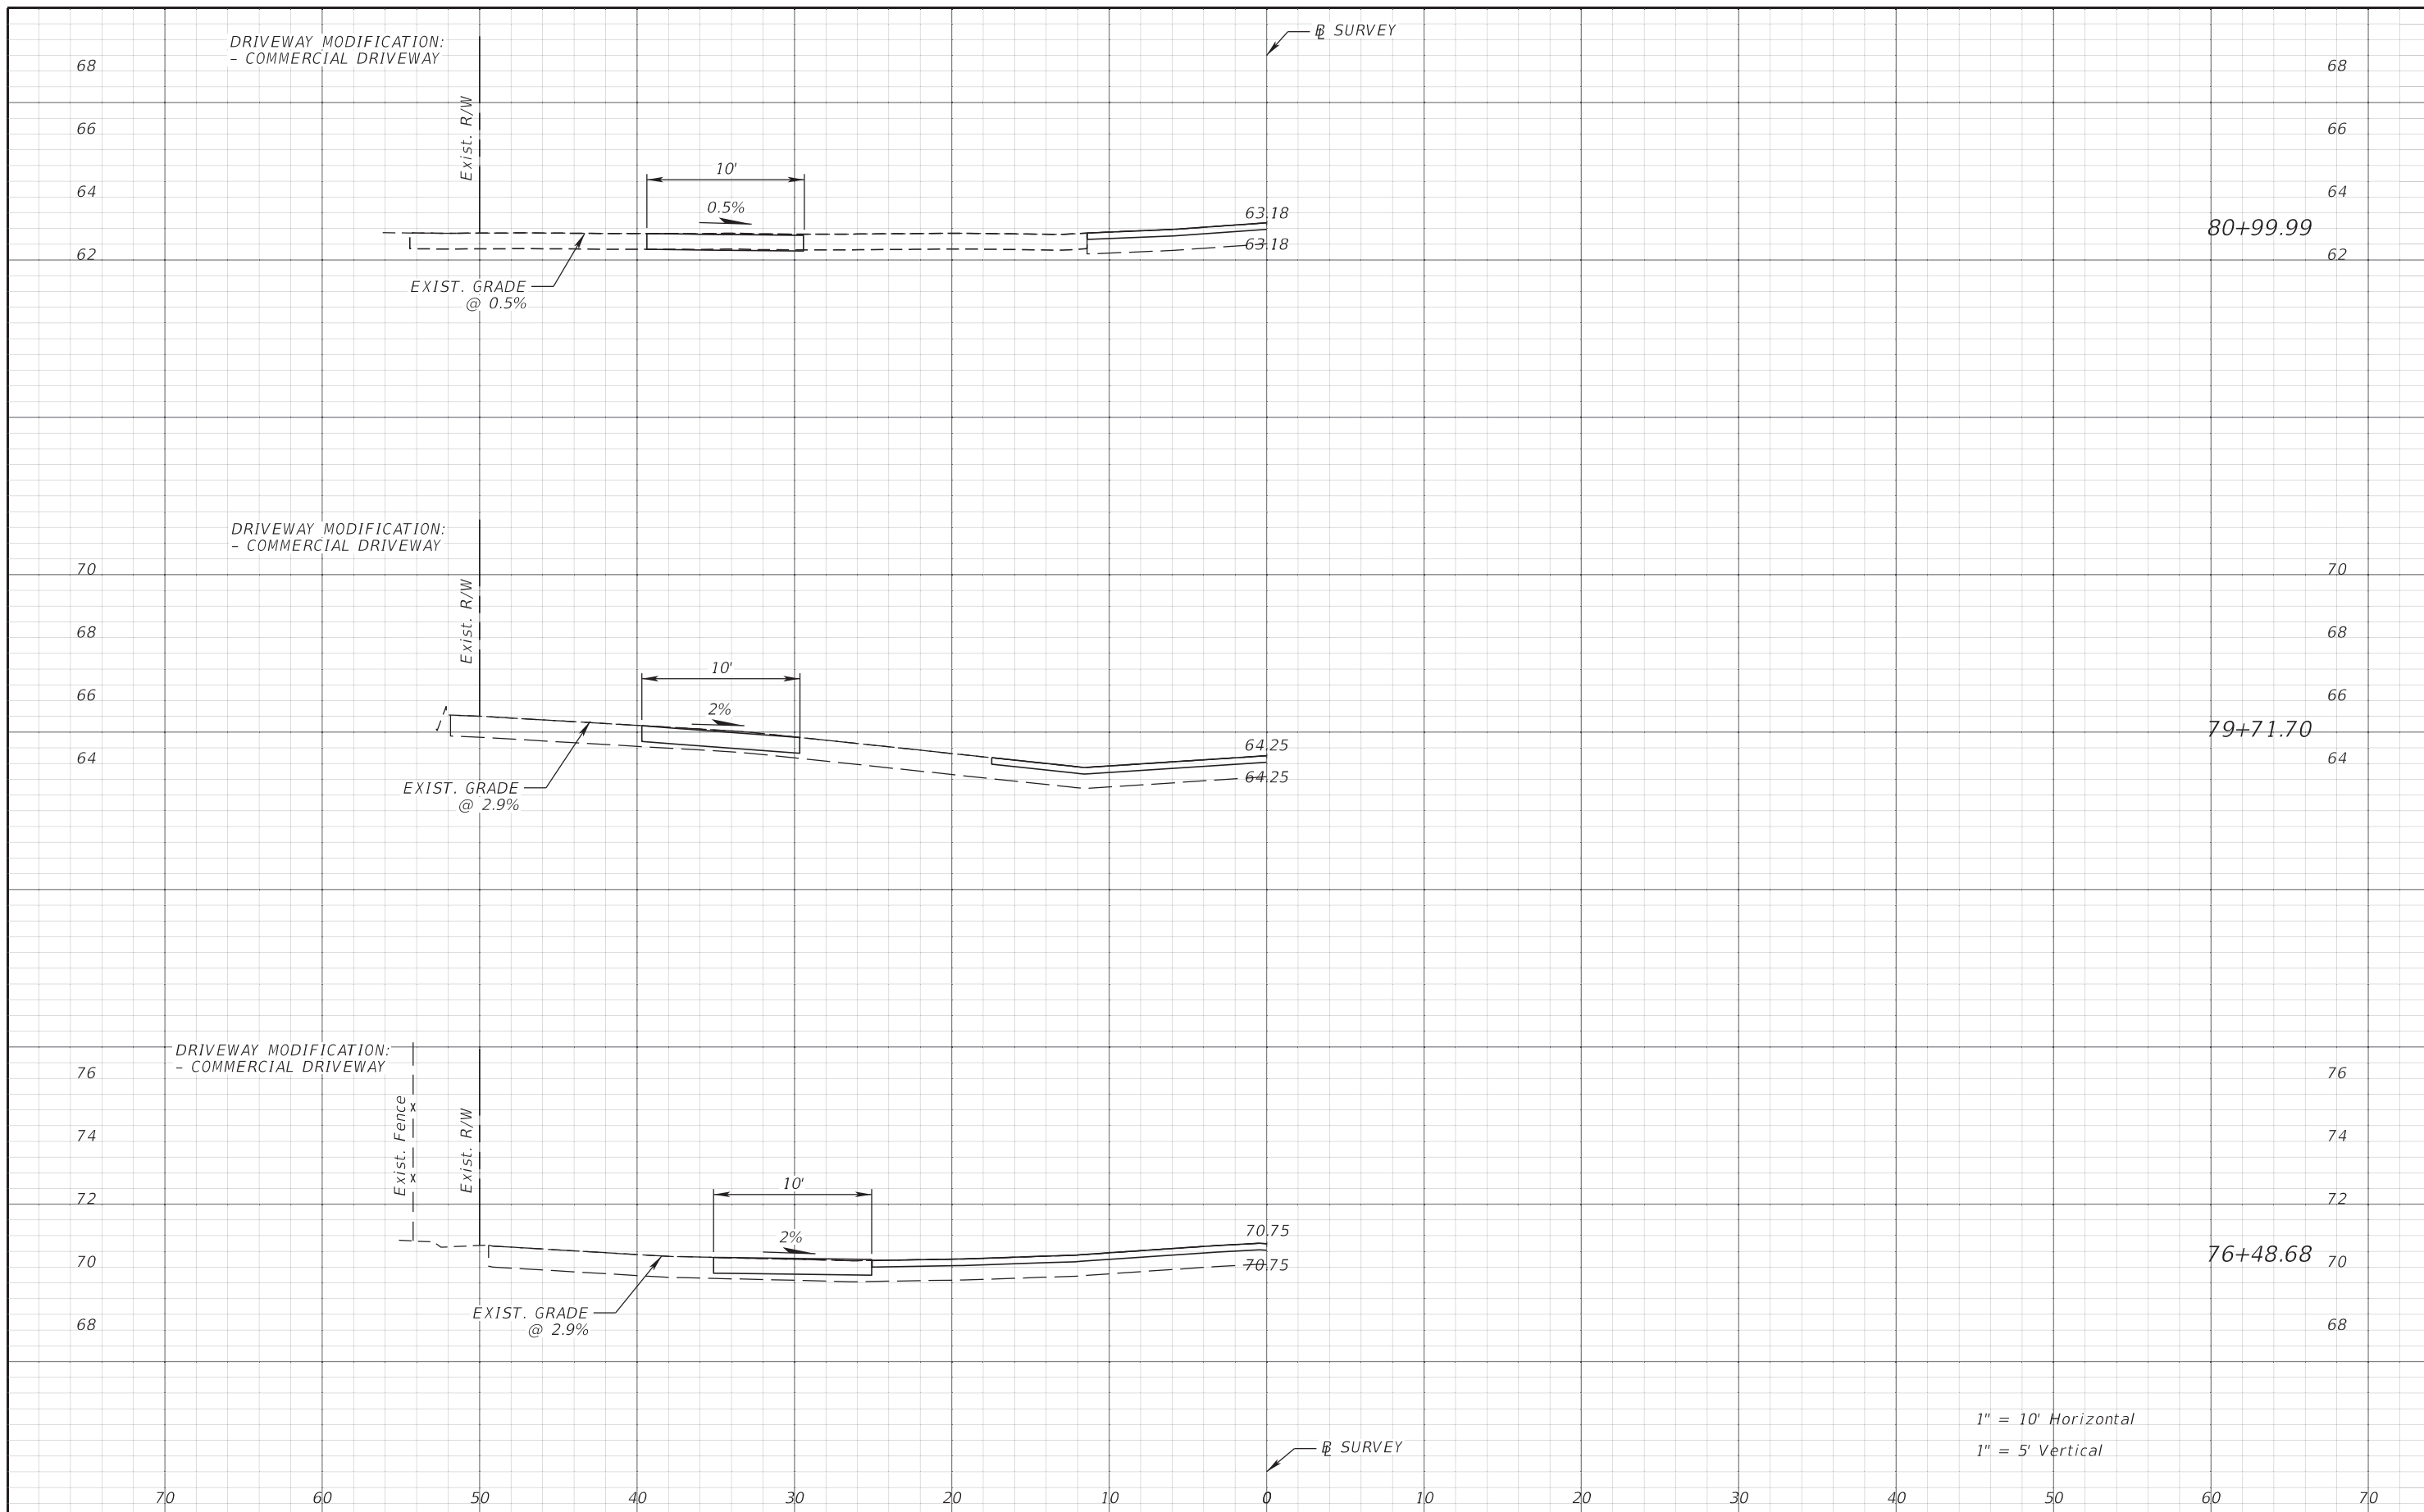 DRIVEWAY MODIFICATION:
- COMMERCIAL DRIVEWAY
Exist. R/W
B SURVEY
68
68
66
66
64
64
62
62
10'
0.5%
63.18
63.18
80+99.99
EXIST. GRADE
@ 0.5%
DRIVEWAY MODIFICATION:
- COMMERCIAL DRIVEWAY
Exist. R/W
70
70
68
68
66
66
64
64
10'
2%
64.25
64.25
79+71.70
EXIST. GRADE
@ 2.9%
DRIVEWAY MODIFICATION:
- COMMERCIAL DRIVEWAY
Exist. Fence
Exist. R/W
76
76
74
74
72
72
70
70
68
68
10'
2%
70.75
70.75
76+48.68
EXIST. GRADE
@ 2.9%
1" = 10' Horizontal
1" = 5' Vertical
B SURVEY
70 60 50 40 30 20 10 0 10 20 30 40 50 60 70